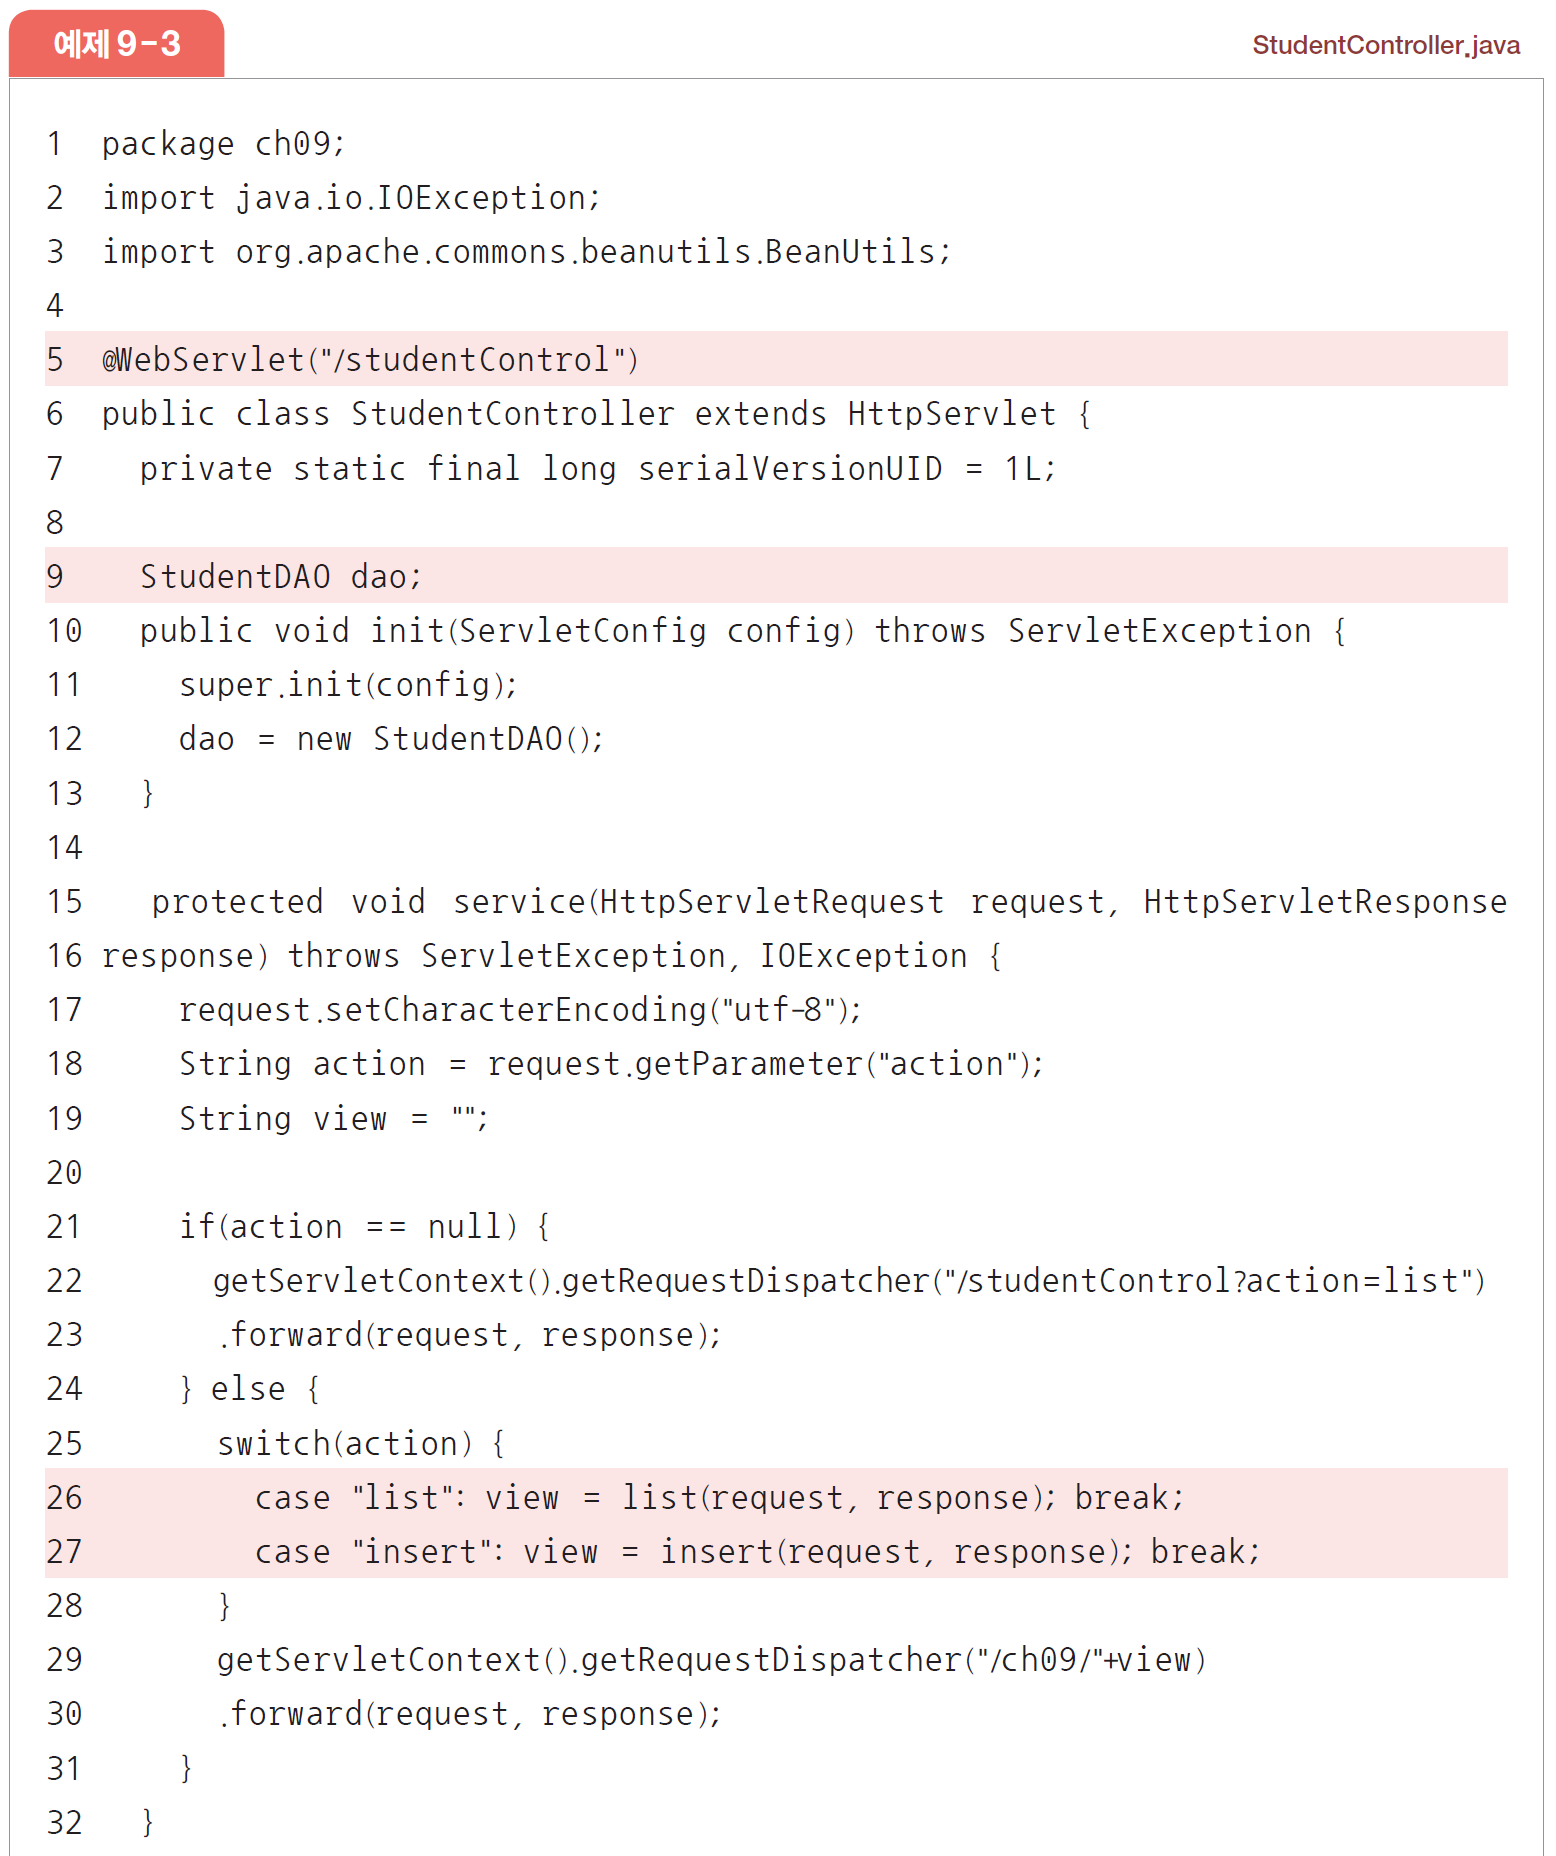 예제 9-3
StudentController.java
1 package ch09;
2 import java.io.IOException;
3 import org.apache.commons.beanutils.BeanUtils;
4
5 @WebServlet("/studentControl")
6 public class StudentController extends HttpServlet {
7   private static final long serialVersionUID = 1L;
8
9   StudentDAO dao;
10   public void init(ServletConfig config) throws ServletException {
11     super.init(config);
12     dao = new StudentDAO();
13   }
14
15   protected void service(HttpServletRequest request, HttpServletResponse
16 response) throws ServletException, IOException {
17     request.setCharacterEncoding("utf-8");
18     String action = request.getParameter("action");
19     String view = "";
20
21     if(action == null) {
22       getServletContext().getRequestDispatcher("/studentControl?action=list")
23       .forward(request, response);
24     } else {
25       switch(action) {
26         case "list": view = list(request, response); break;
27         case "insert": view = insert(request, response); break;
28       }
29       getServletContext().getRequestDispatcher("/ch09/"+view)
30       .forward(request, response);
31     }
32   }